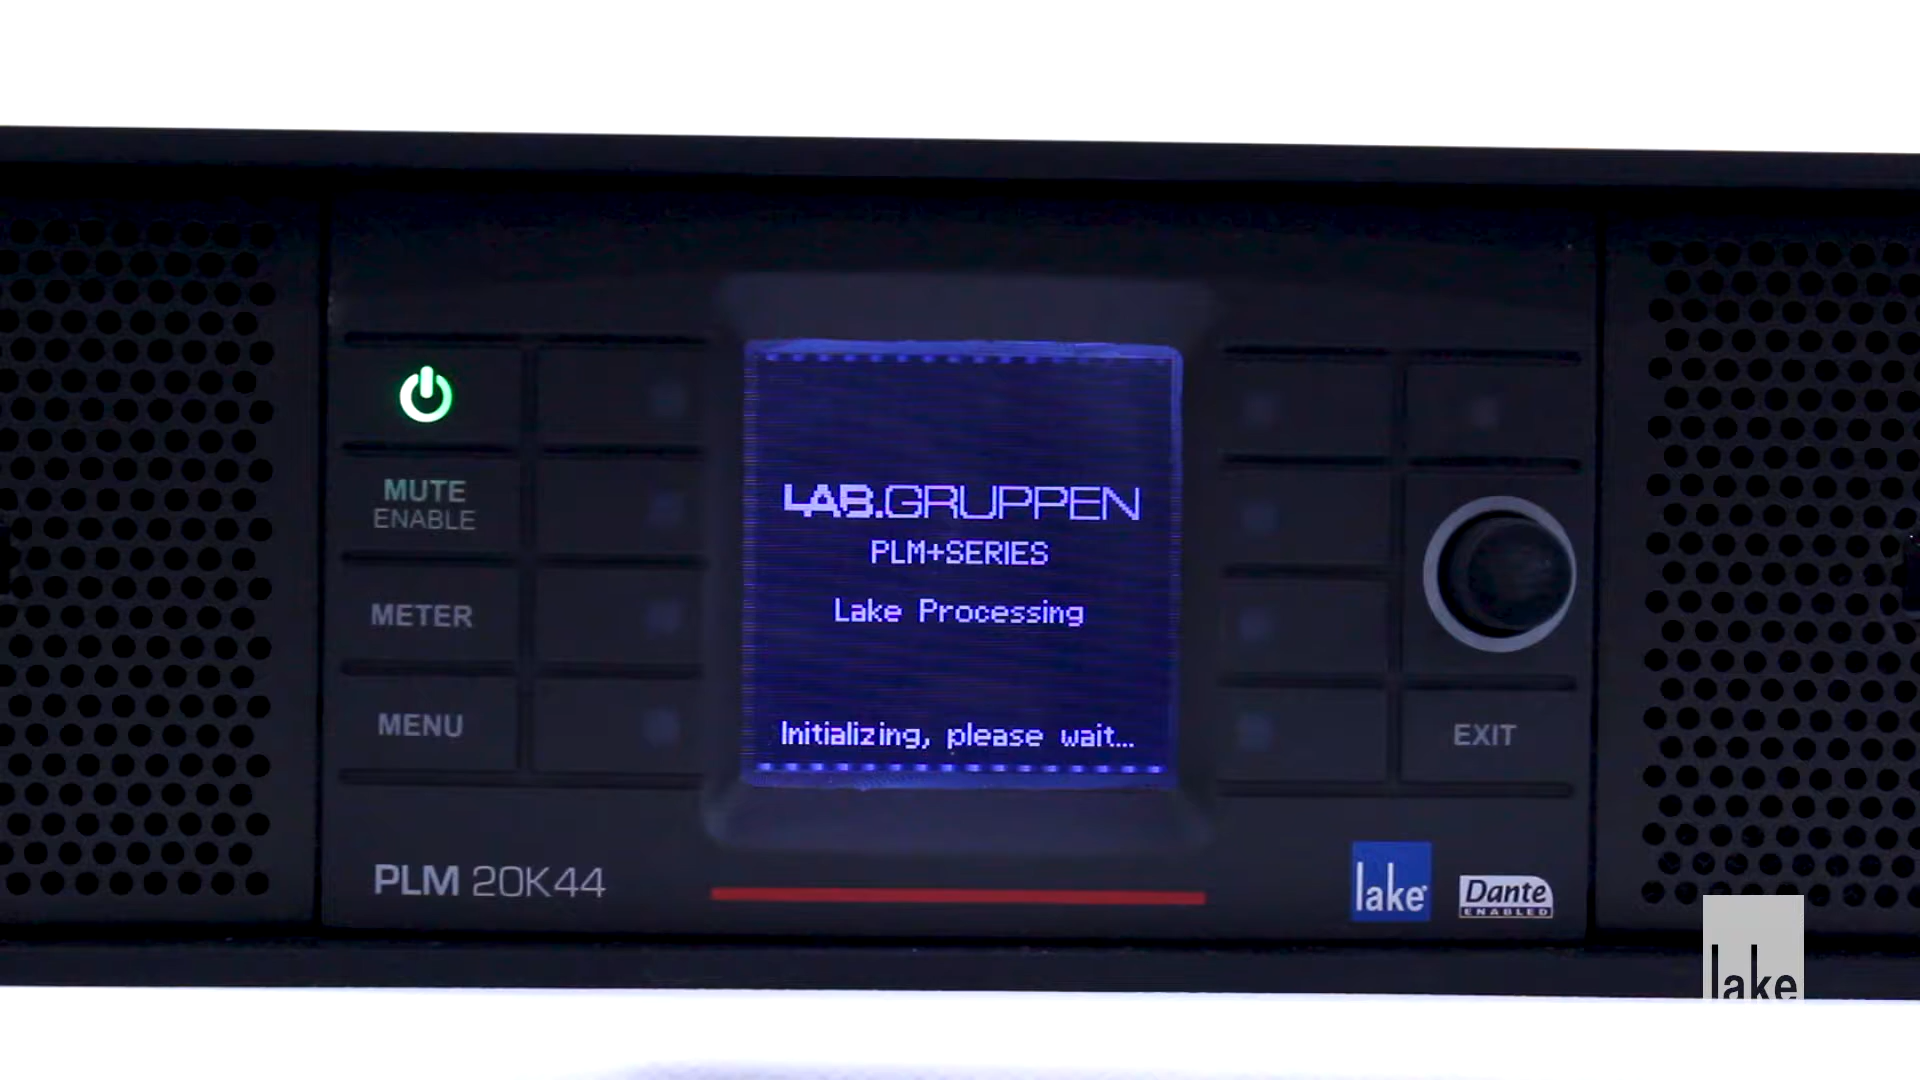 MUTE
ENABLE
METER
MENU
LAB.GRUPPEN
PLM+SERIES
Lake Processing
Initializing, please wait...
EXIT
PLM 20K44
lake
Dante
ENABLED
lake